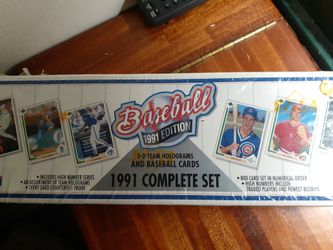 Baseball
1991 EDITION
3-D TEAM HOLOGRAMS
AND BASEBALL CARDS
1991 COMPLETE SET
• INCLUDES HIGH NUMBER SERIES
• AN ASSORTMENT OF TEAM HOLOGRAMS
• EVERY CARD COUNTERFEIT PROOF
• 800 CARD SET IN NUMERICAL ORDER
• HIGH NUMBERS INCLUDE
TRADED PLAYERS AND NEWEST ROOKIES